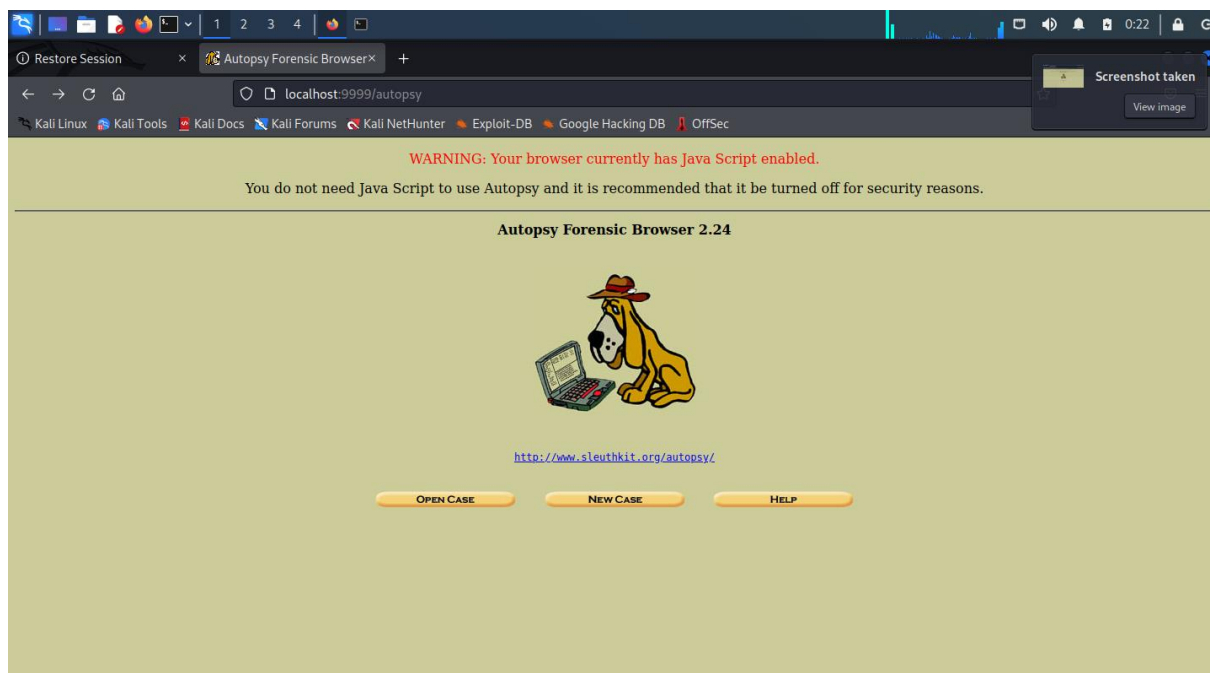 1 2 3 4
0:22
Restore Session
Autopsy Forensic Browser
localhost:9999/autopsy
Screenshot taken
View image
Kali Linux Kali Tools Kali Docs Kali Forums Kali NetHunter Exploit-DB Google Hacking DB OffSec
WARNING: Your browser currently has Java Script enabled.
You do not need Java Script to use Autopsy and it is recommended that it be turned off for security reasons.
Autopsy Forensic Browser 2.24
http://www.sleuthkit.org/autopsy/
OPEN CASE NEW CASE HELP